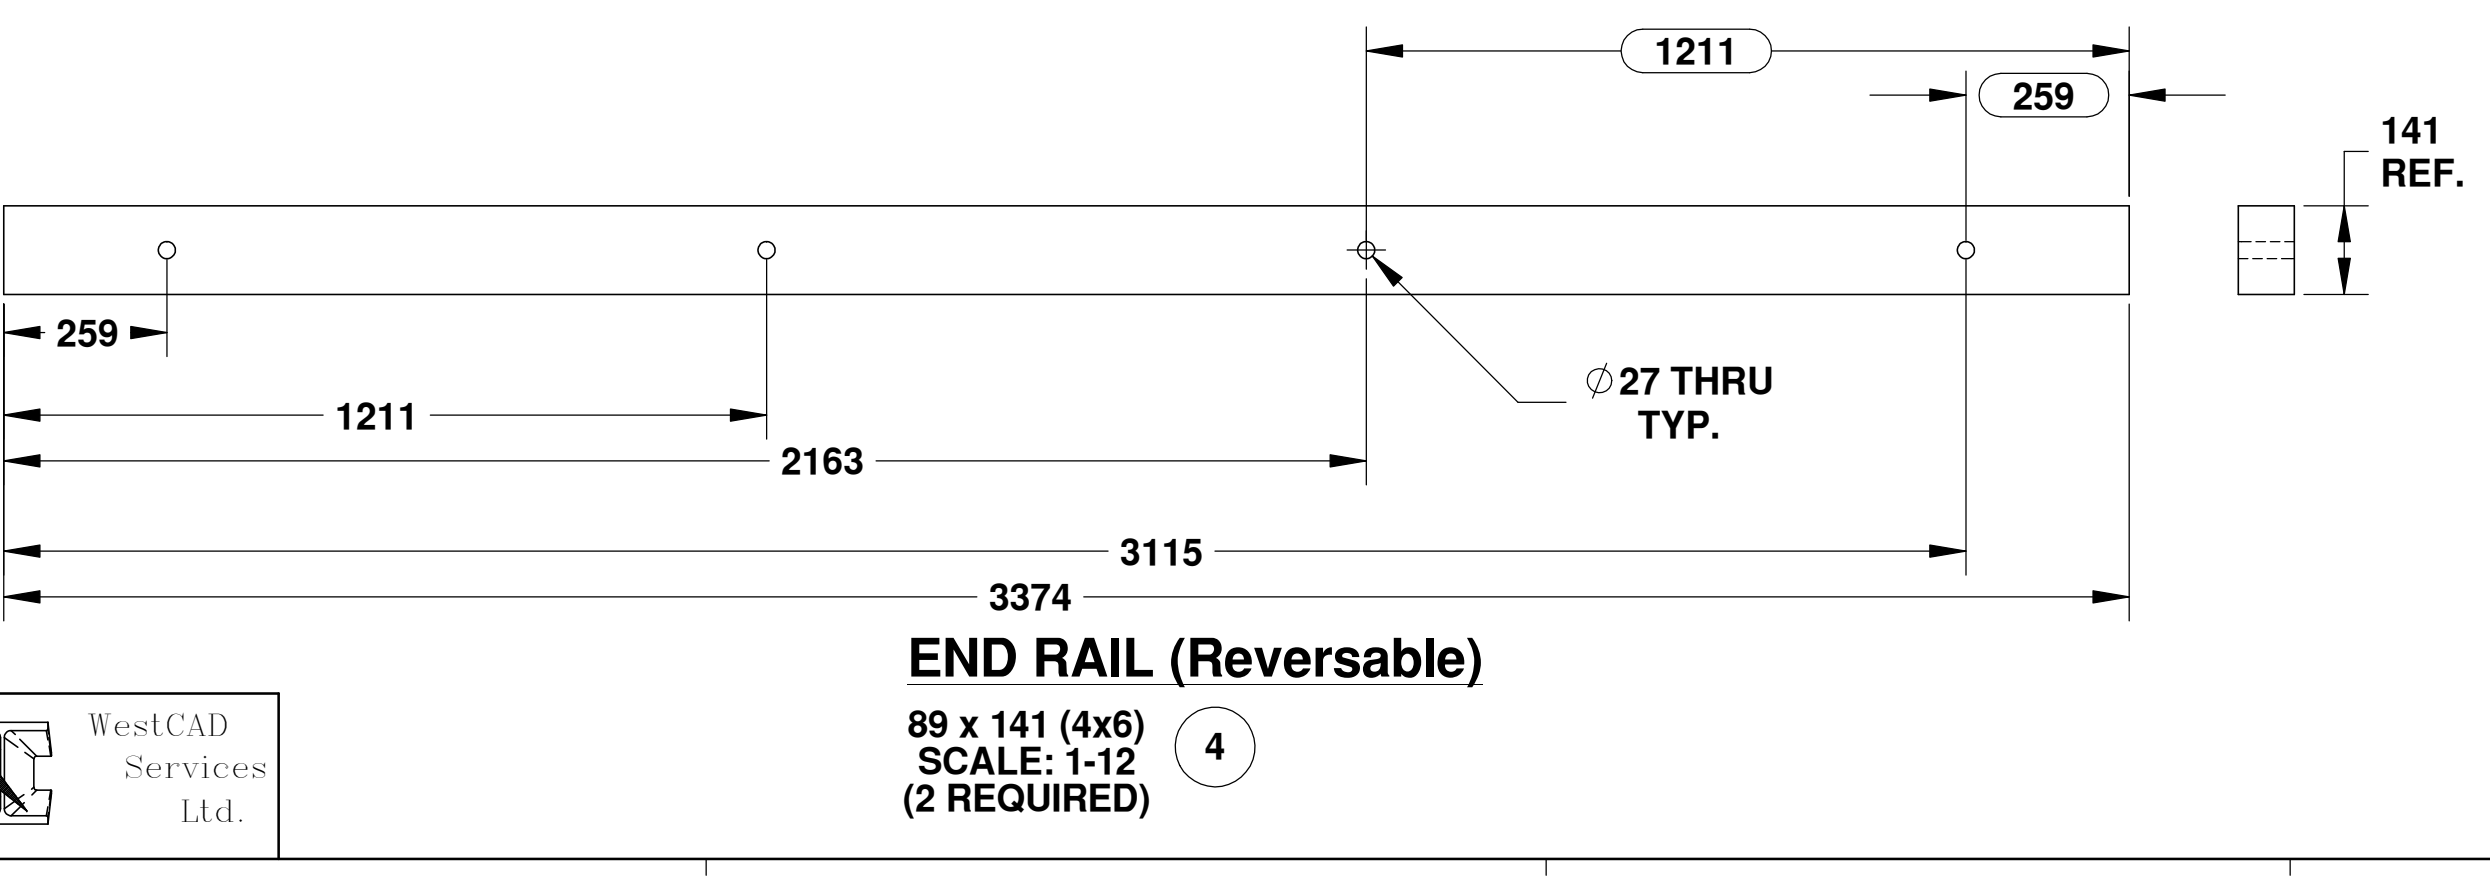 1211
259
141
REF.
259
∅27 THRU
TYP.
1211
2163
3115
3374
END RAIL (Reversable)
89 x 141 (4x6)
SCALE: 1-12
(2 REQUIRED)
4
WestCAD
Services
Ltd.